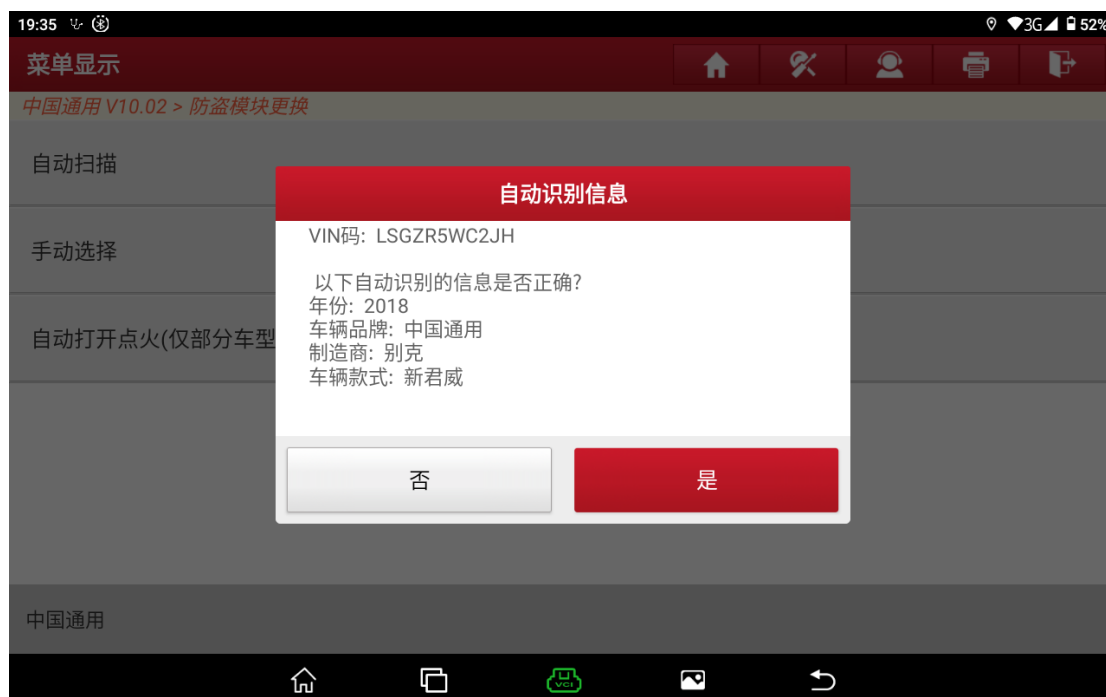 19:35
3G 52%
菜单显示
中国通用 V10.02 > 防盗模块更换
自动扫描
手动选择
自动打开点火(仅部分车型
自动识别信息
VIN码: LSGZR5WC2JH
以下自动识别的信息是否正确?
年份: 2018
车辆品牌: 中国通用
制造商: 别克
车辆款式: 新君威
否
是
中国通用
VCI